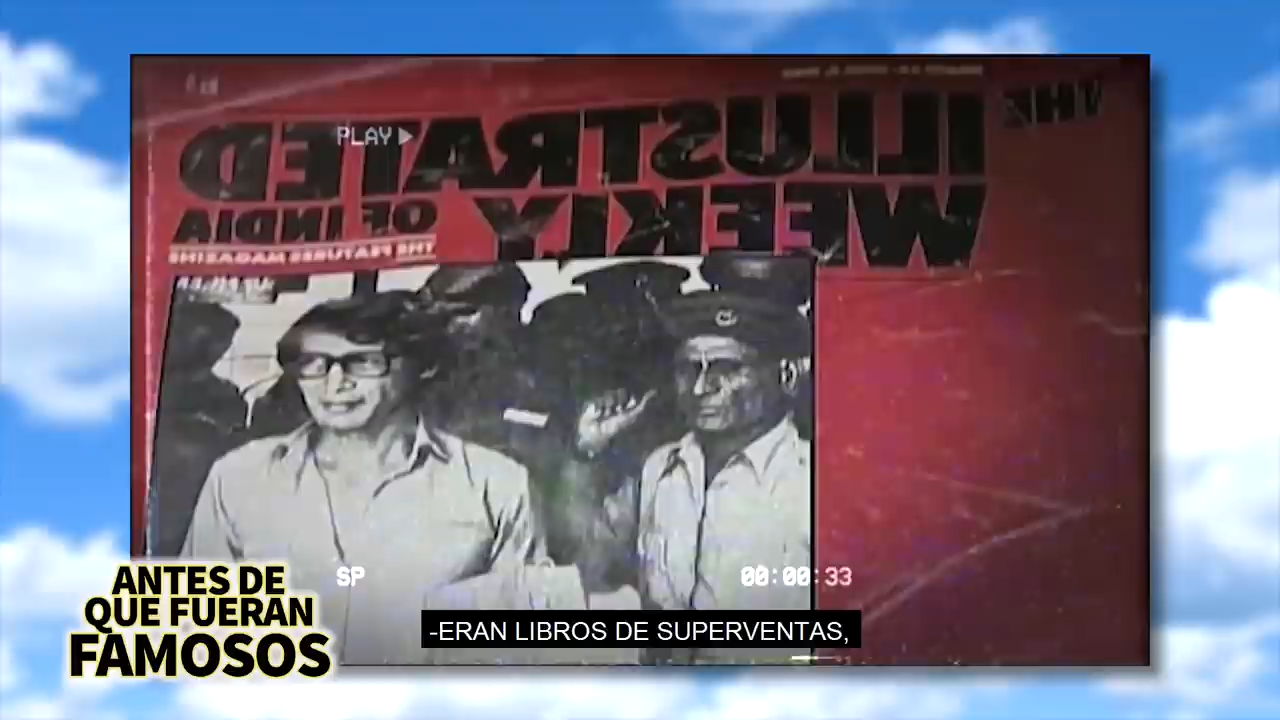 THE
ILLUSTRATED
WEEKLY
OF INDIA
THE FEATURES MAGAZINE
PLAY
SP
00:00:33
ANTES DE
QUE FUERAN
FAMOSOS
-ERAN LIBROS DE SUPERVENTAS,